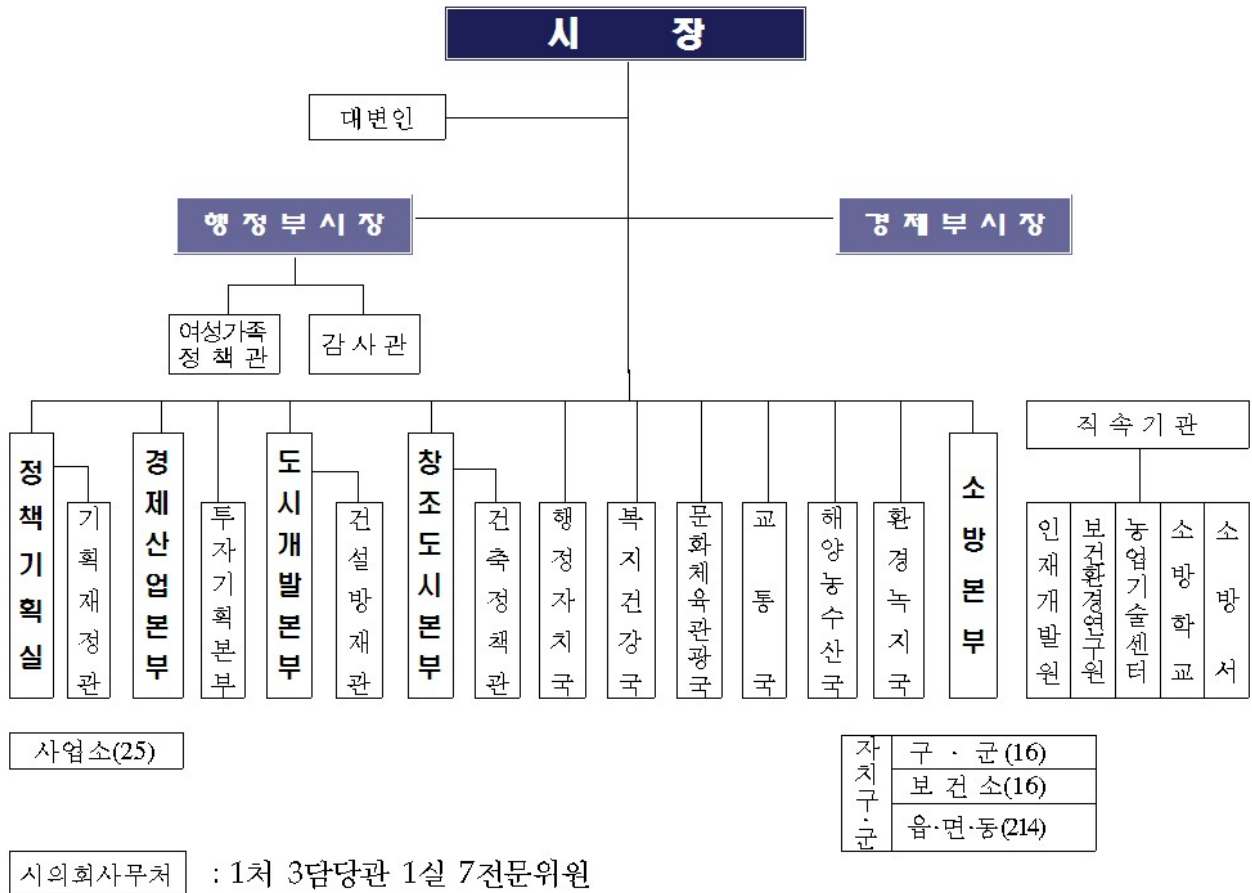 시 장
대변인
행정부시장
경제부시장
여성가족
정책관
감사관
정책기획실
기획재정관
경제산업본부
투자기획본부
도시개발본부
건설방재관
창조도시본부
건축정책관
행정자치국
복지건강국
문화체육관광국
교통국
해양농수산국
환경녹지국
소방본부
직속기관
인재개발원
보건환경연구원
농업기술센터
소방학교
소방서
사업소(25)
자치구·군
구 · 군(16)
보건소(16)
읍·면·동(214)
시의회사무처 : 1처 3담당관 1실 7전문위원